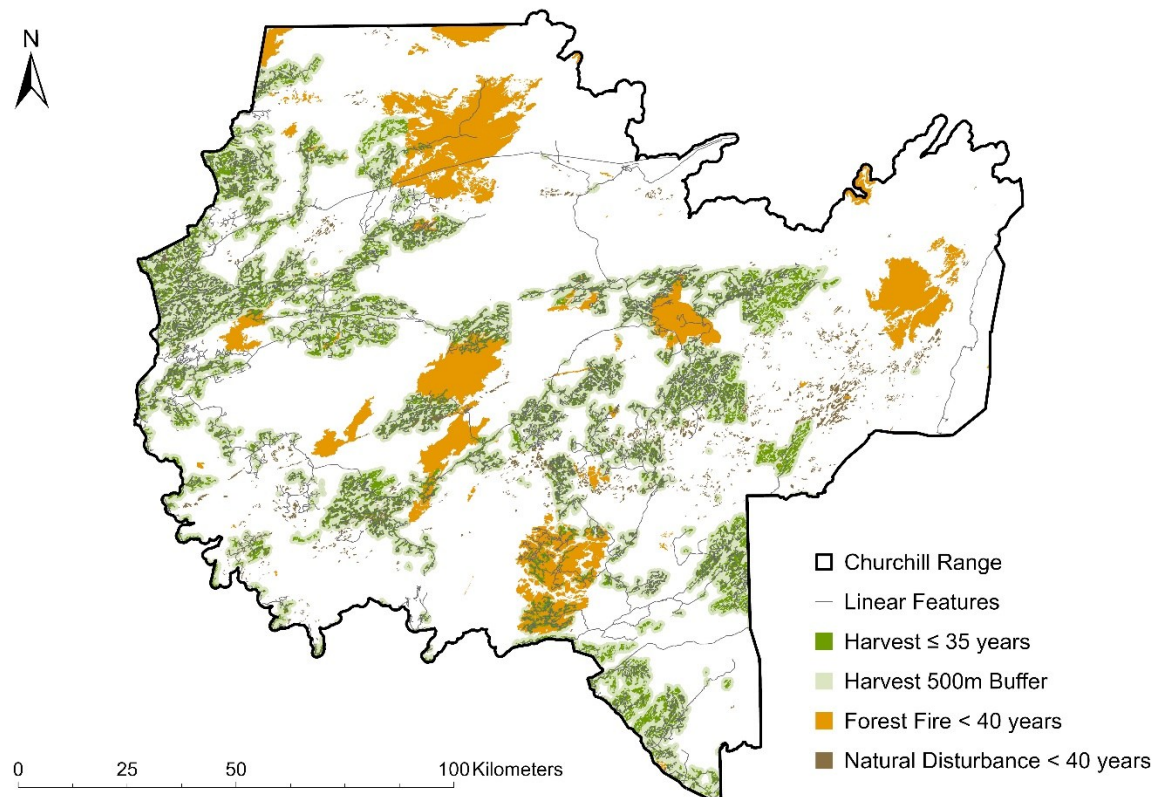 N
Churchill Range
Linear Features
Harvest ≤ 35 years
Harvest 500m Buffer
Forest Fire < 40 years
Natural Disturbance < 40 years
0 25 50 100 Kilometers